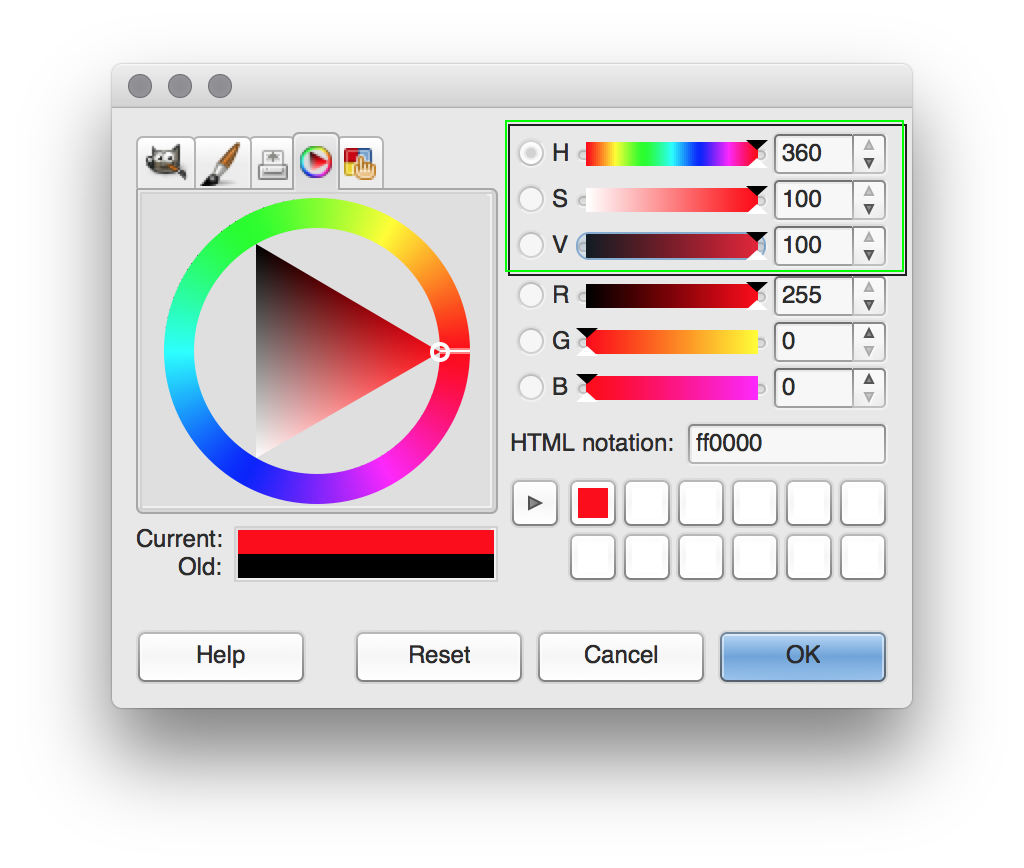 H 360
S 100
V 100
R 255
G 0
B 0
HTML notation: ff0000
Current:
Old:
Help Reset Cancel OK